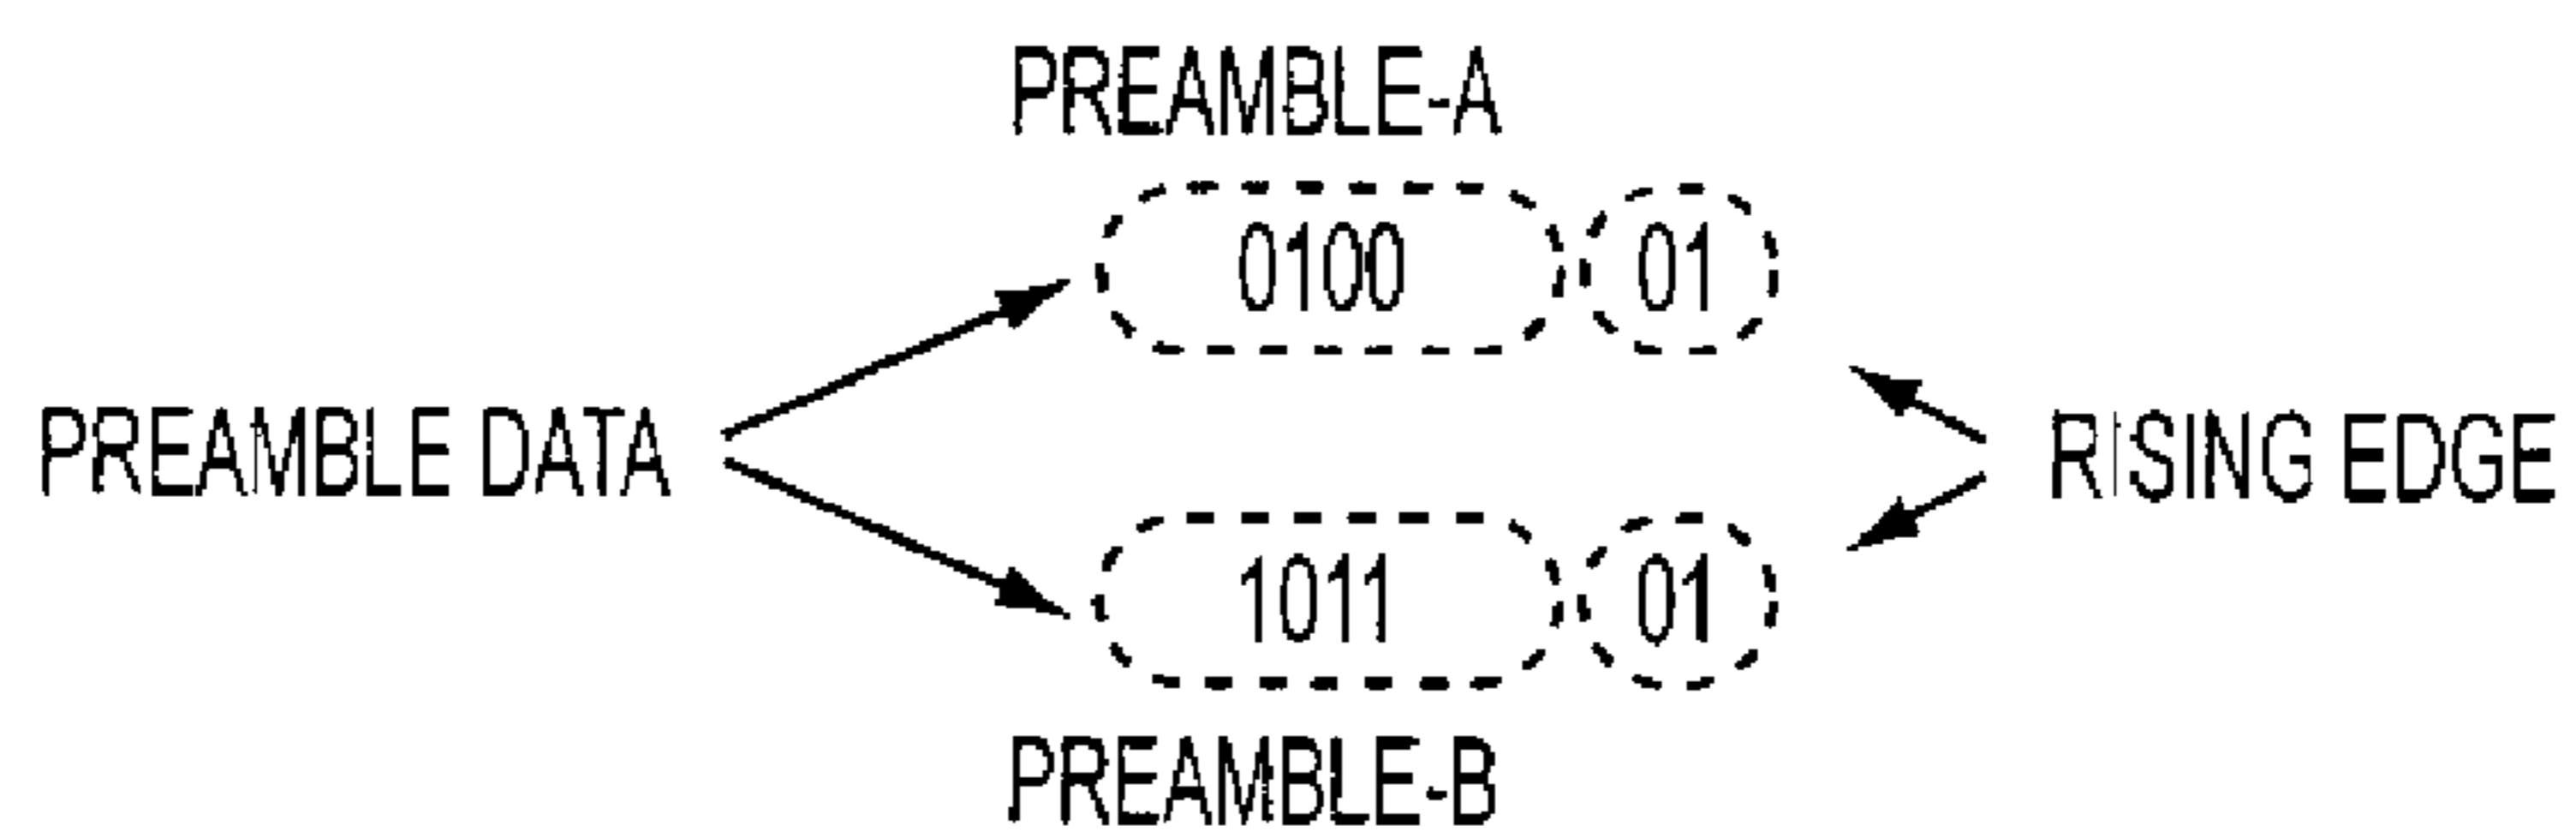 PREAMBLE-A
0100 01
PREAMBLE DATA RISING EDGE
1011 01
PREAMBLE-B